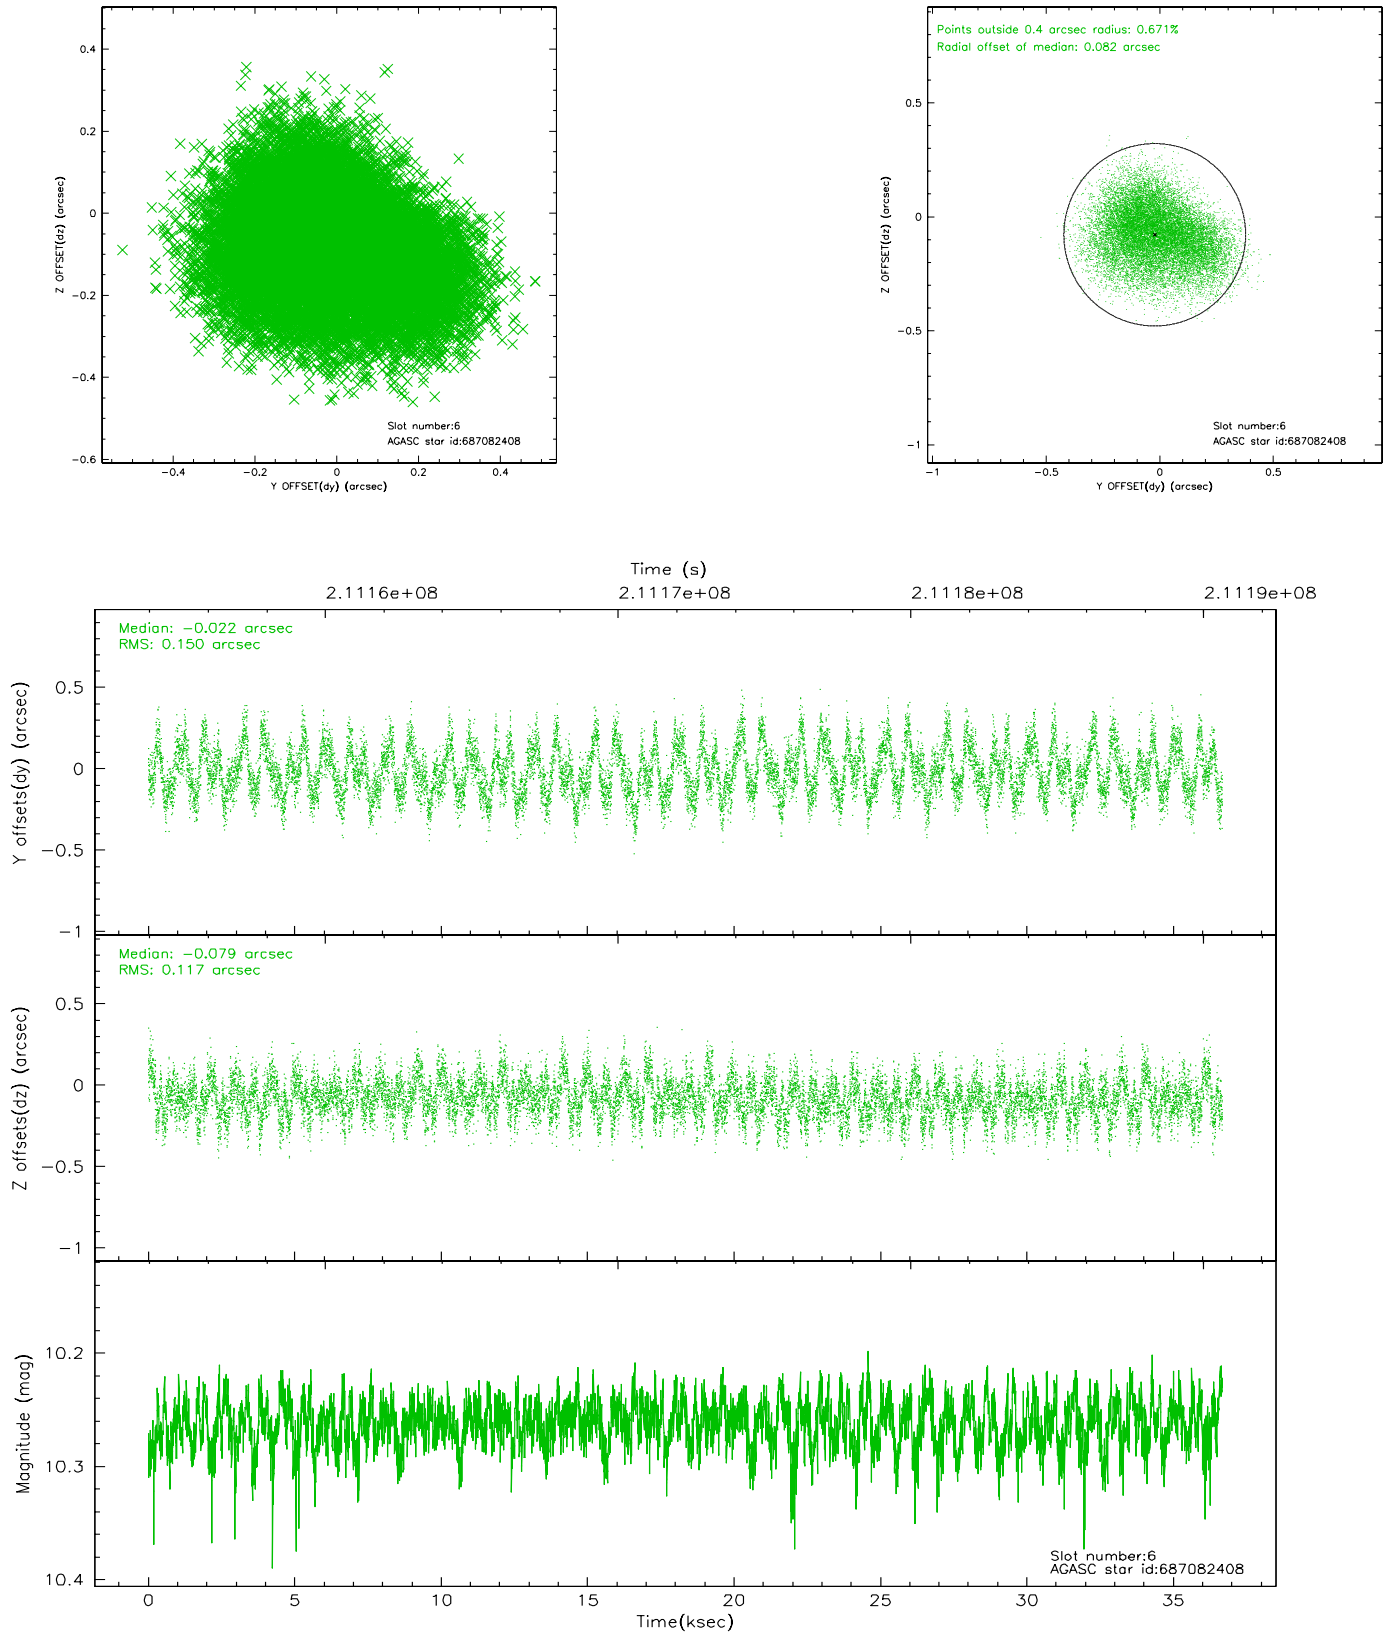 0.4
0.2
0
−0.2
−0.4
−0.6
−0.4
−0.2
0
0.2
0.4
Z OFFSET(dz) (arcsec)
Y OFFSET(dy) (arcsec)
Slot number:6
AGASC star id:687082408
Points outside 0.4 arcsec radius: 0.671%
Radial offset of median: 0.082 arcsec
0.5
0
−0.5
−1
−1
−0.5
0
0.5
Z OFFSET(dz) (arcsec)
Y OFFSET(dy) (arcsec)
Slot number:6
AGASC star id:687082408
Time (s)
2.1116e+08
2.1117e+08
2.1118e+08
2.1119e+08
Median: −0.022 arcsec
RMS: 0.150 arcsec
0.5
0
−0.5
−1
Y offsets(dy) (arcsec)
Median: −0.079 arcsec
RMS: 0.117 arcsec
0.5
0
−0.5
−1
Z offsets(dz) (arcsec)
10.2
10.3
10.4
Magnitude (mag)
Slot number:6
AGASC star id:687082408
0
5
10
15
20
25
30
35
Time(ksec)